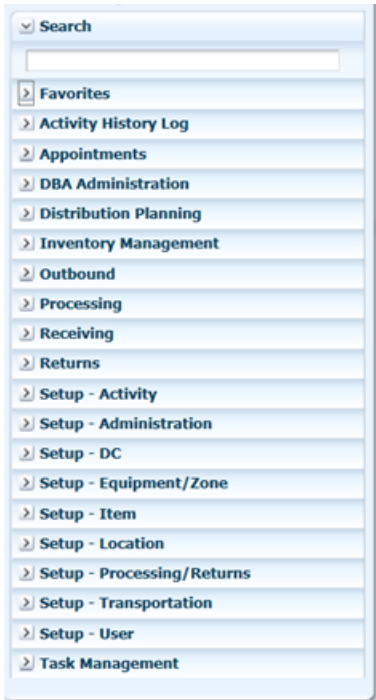 Search
Favorites
Activity History Log
Appointments
DBA Administration
Distribution Planning
Inventory Management
Outbound
Processing
Receiving
Returns
Setup - Activity
Setup - Administration
Setup - DC
Setup - Equipment/Zone
Setup - Item
Setup - Location
Setup - Processing/Returns
Setup - Transportation
Setup - User
Task Management